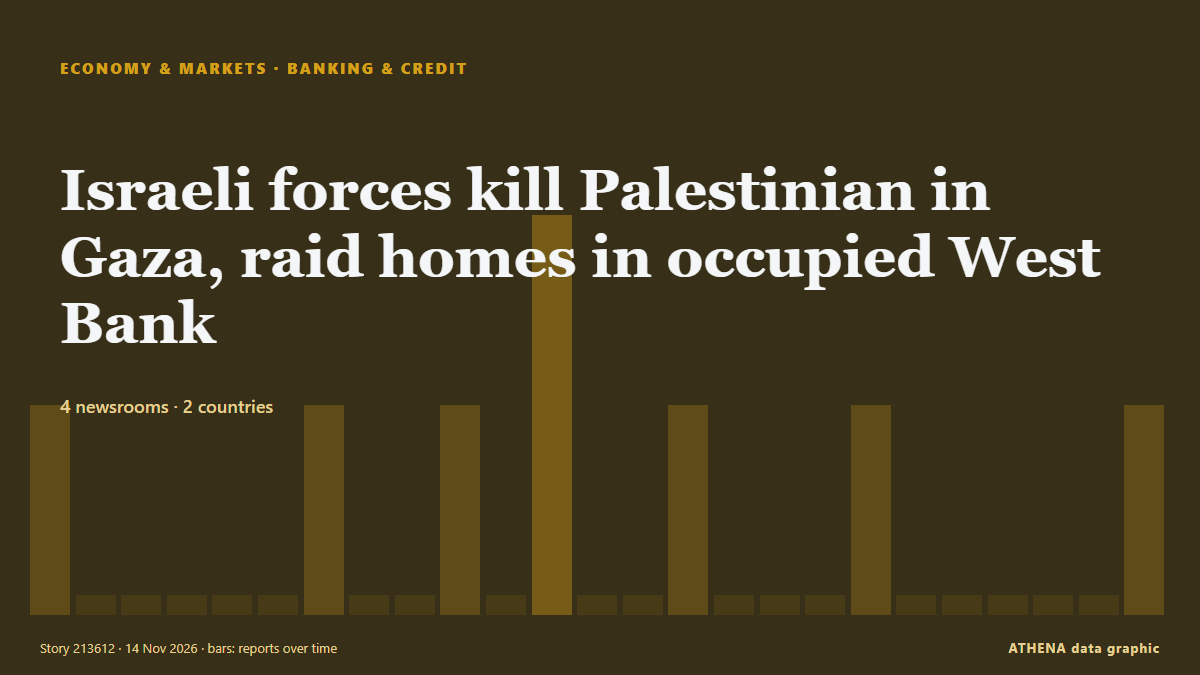 ECONOMY & MARKETS · BANKING & CREDIT
Israeli forces kill Palestinian in
Gaza, raid homes in occupied West
Bank
4 newsrooms · 2 countries
Story 213612 · 14 Nov 2026 · bars: reports over time
ATHENA data graphic